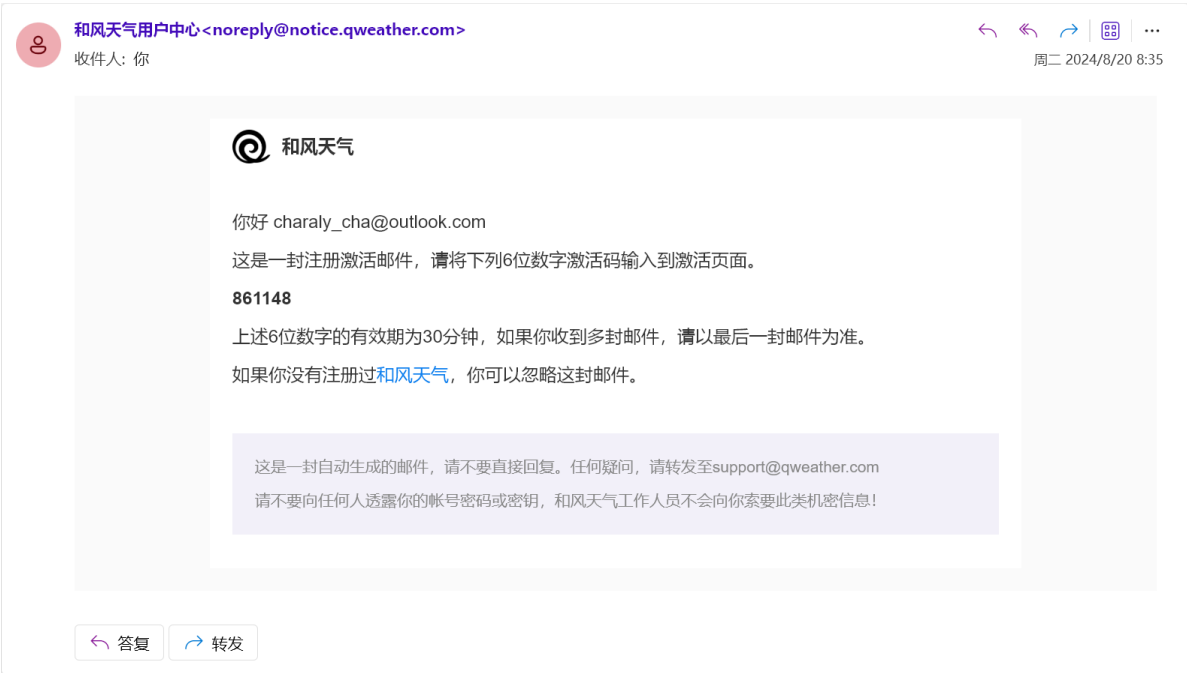 和风天气用户中心<noreply@notice.qweather.com>
收件人: 你
周二 2024/8/20 8:35
和风天气
你好 charaly_cha@outlook.com
这是一封注册激活邮件，请将下列6位数字激活码输入到激活页面。
861148
上述6位数字的有效期为30分钟，如果你收到多封邮件，请以最后一封邮件为准。
如果你没有注册过和风天气，你可以忽略这封邮件。
这是一封自动生成的邮件，请不要直接回复。任何疑问，请转发至support@qweather.com
请不要向任何人透露你的帐号密码或密钥，和风天气工作人员不会向你索要此类机密信息！
答复
转发